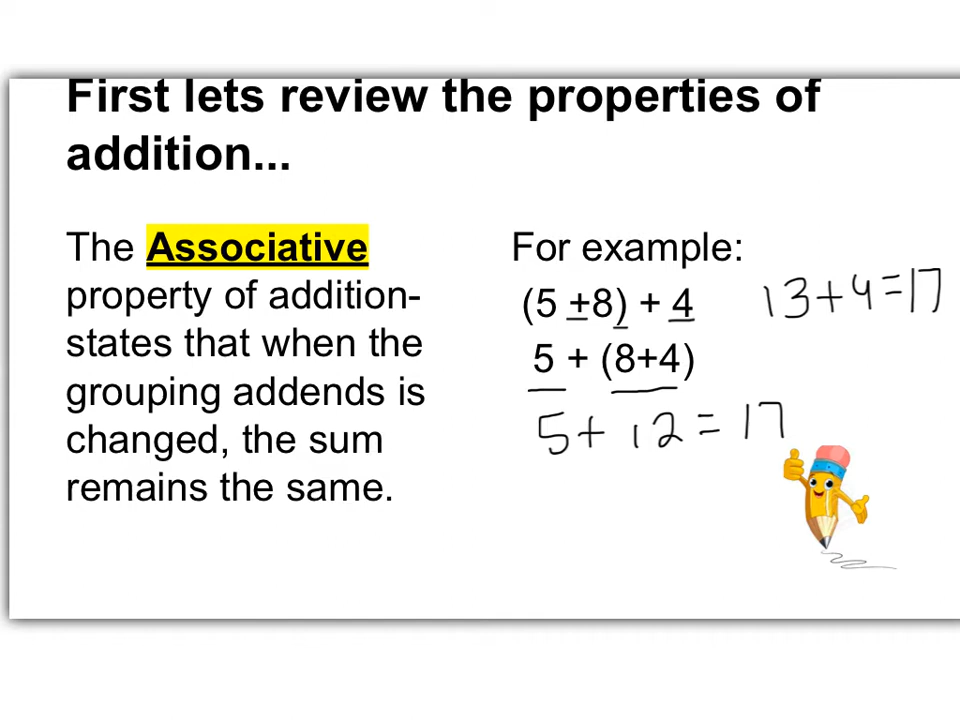 First lets review the properties of
addition...
The Associative
property of addition-
states that when the
grouping addends is
changed, the sum
remains the same.
For example:
(5 +8) + 4
13+4=17
5 + (8+4)
5+12=17